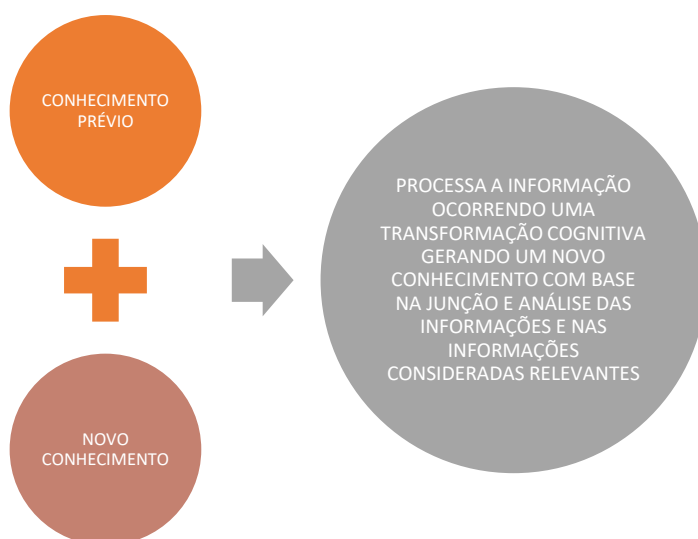 CONHECIMENTO
PRÉVIO
NOVO
CONHECIMENTO
PROCESSA A INFORMAÇÃO
OCORRENDO UMA
TRANSFORMAÇÃO COGNITIVA
GERANDO UM NOVO
CONHECIMENTO COM BASE
NA JUNÇÃO E ANÁLISE DAS
INFORMAÇÕES E NAS
INFORMAÇÕES
CONSIDERADAS RELEVANTES